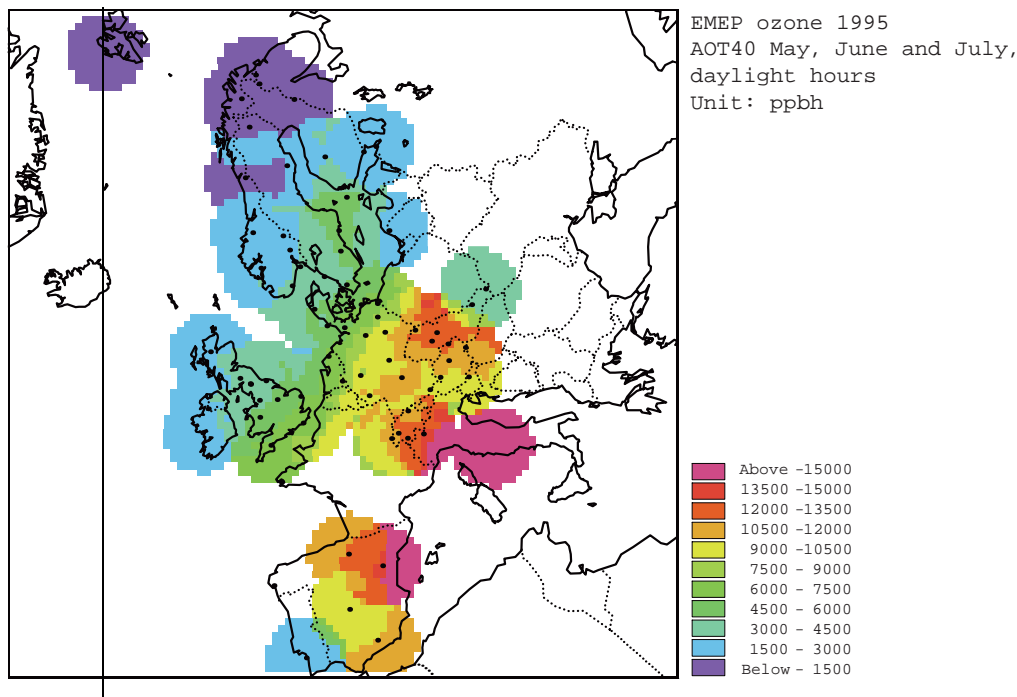 EMEP ozone 1995
AOT40 May, June and July,
daylight hours
Unit: ppbh
Above -15000
13500 -15000
12000 -13500
10500 -12000
9000 -10500
7500 - 9000
6000 - 7500
4500 - 6000
3000 - 4500
1500 - 3000
Below - 1500